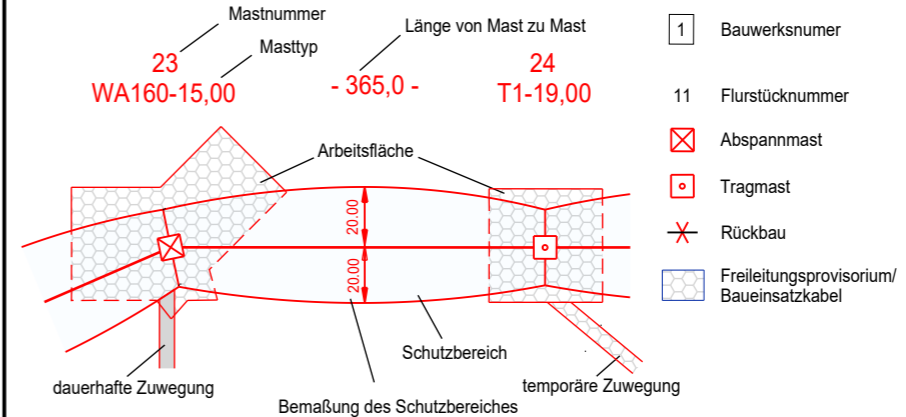 Mastnummer
Masttyp
23
WA160-15,00
Länge von Mast zu Mast
- 365,0 -
24
T1-19,00
Arbeitsfläche
20.00
20.00
Schutzbereich
dauerhafte Zuwegung
temporäre Zuwegung
Bemaßung des Schutzbereiches
1 Bauwerksnumer
11 Flurstücknummer
Abspannmast
Tragmast
Rückbau
Freileitungsprovisorium/
Baueinsatzkabel